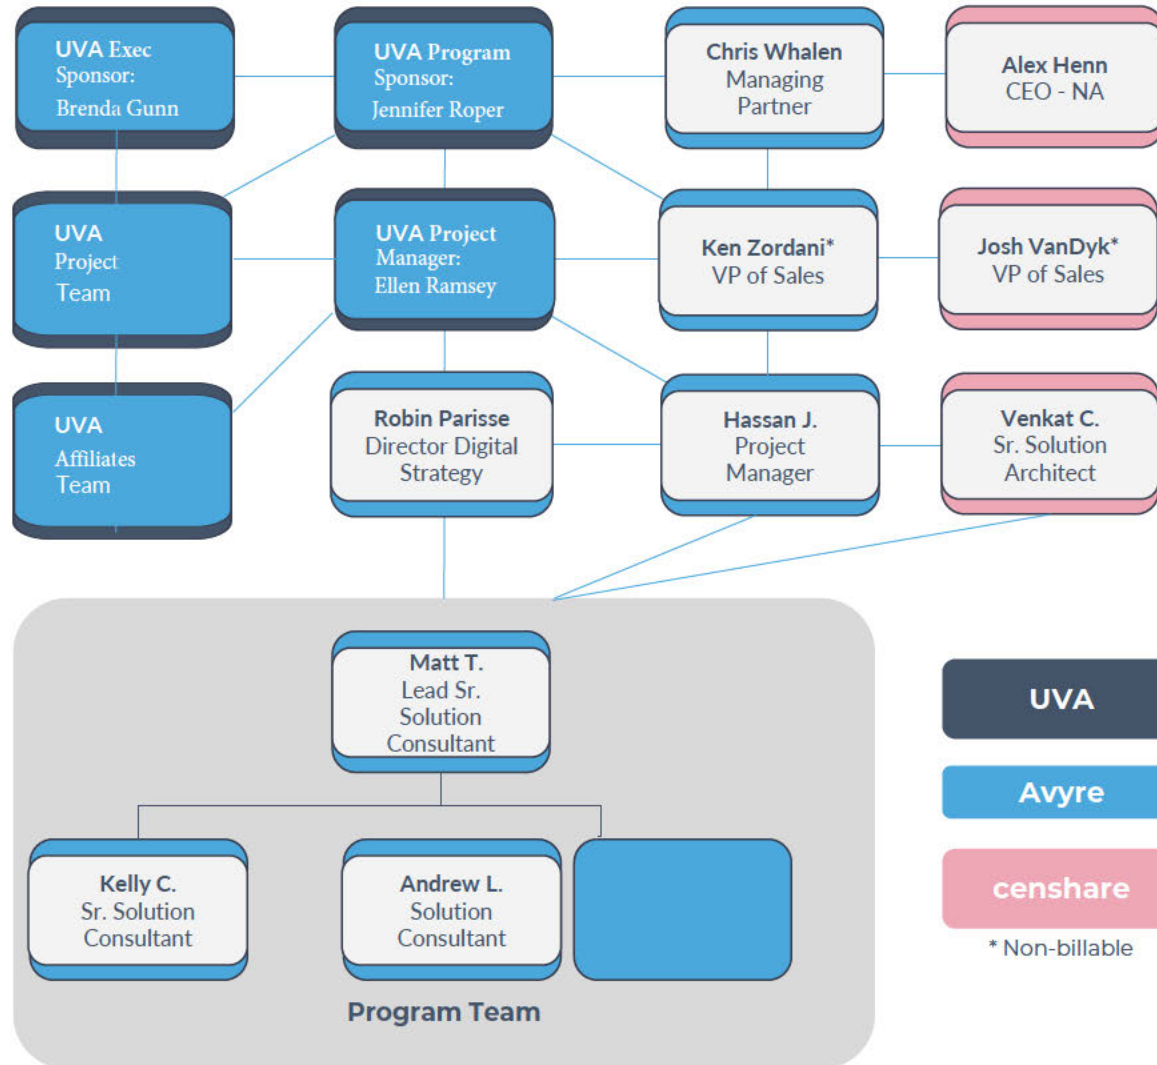 UVA Exec
Sponsor:
Brenda Gunn
UVA Program
Sponsor:
Jennifer Roper
Chris Whalen
Managing
Partner
Alex Henn
CEO - NA
UVA
Project
Team
UVA Project
Manager:
Ellen Ramsey
Ken Zordani*
VP of Sales
Josh VanDyk*
VP of Sales
UVA
Affiliates
Team
Robin Parisse
Director Digital
Strategy
Hassan J.
Project
Manager
Venkat C.
Sr. Solution
Architect
Matt T.
Lead Sr.
Solution
Consultant
Kelly C.
Sr. Solution
Consultant
Andrew L.
Solution
Consultant
Program Team
UVA
Avyre
censhare
* Non-billable